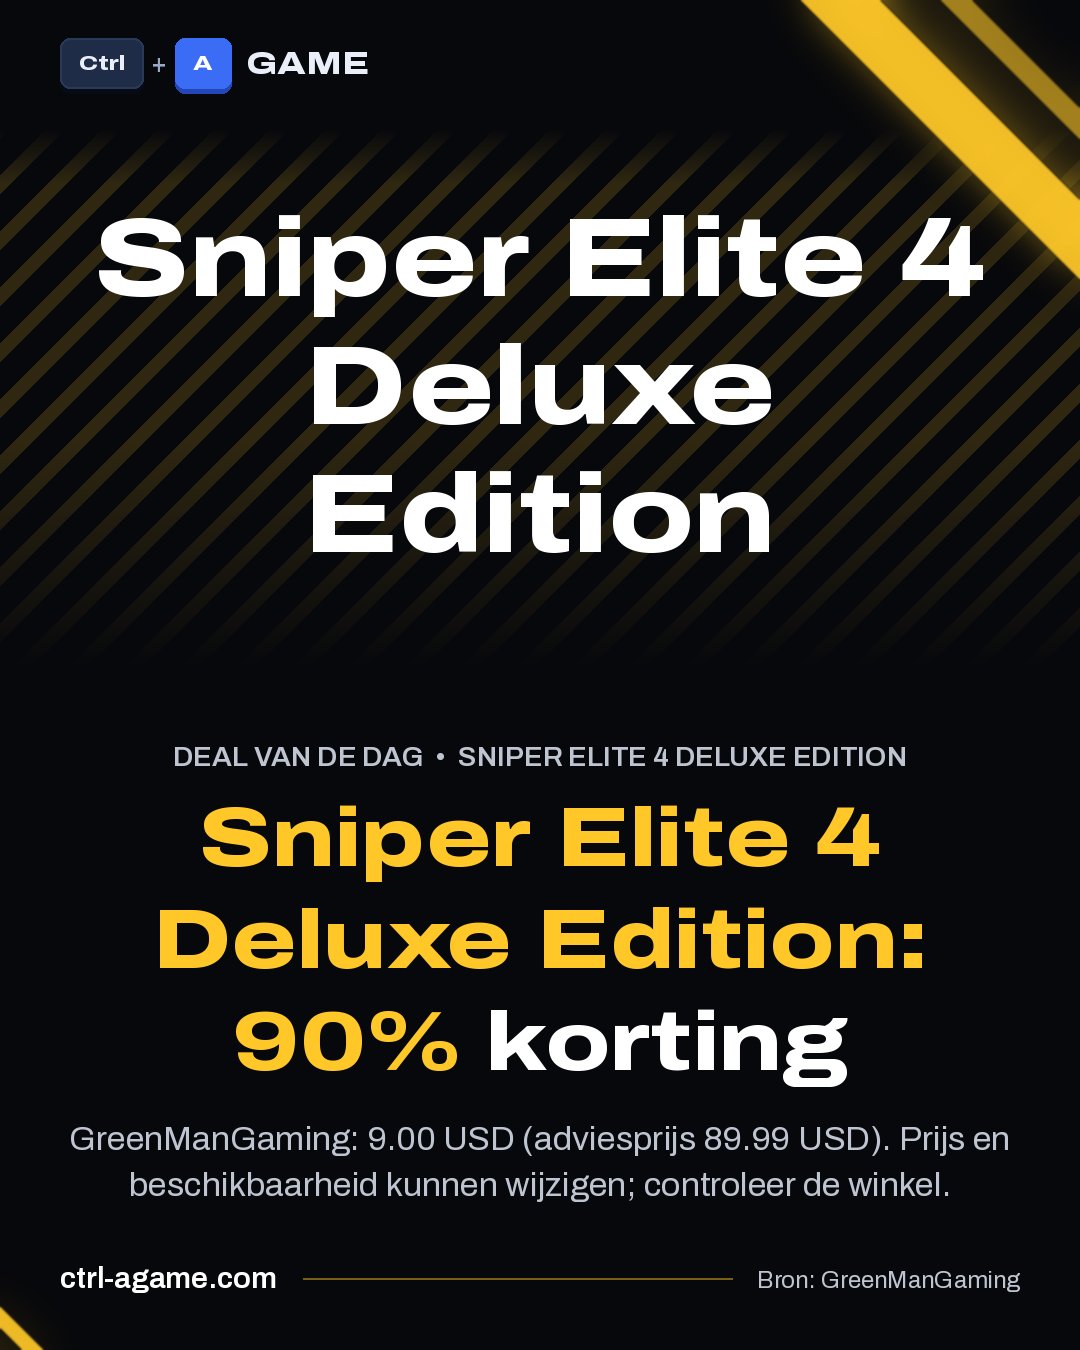 Ctrl + A GAME
Sniper Elite 4
Deluxe
Edition
DEAL VAN DE DAG • SNIPER ELITE 4 DELUXE EDITION
Sniper Elite 4
Deluxe Edition:
90% korting
GreenManGaming: 9.00 USD (adviesprijs 89.99 USD). Prijs en
beschikbaarheid kunnen wijzigen; controleer de winkel.
ctrl-agame.com
Bron: GreenManGaming